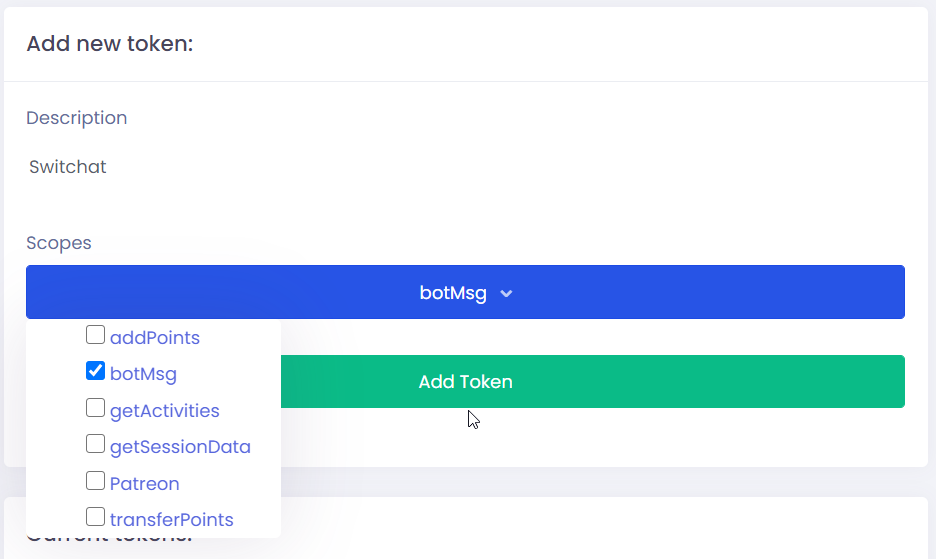 Add new token:
Description
Switchat
Scopes
botMsg
addPoints
botMsg
Add Token
getActivities
getSessionData
Patreon
transferPoints
Current tokens: